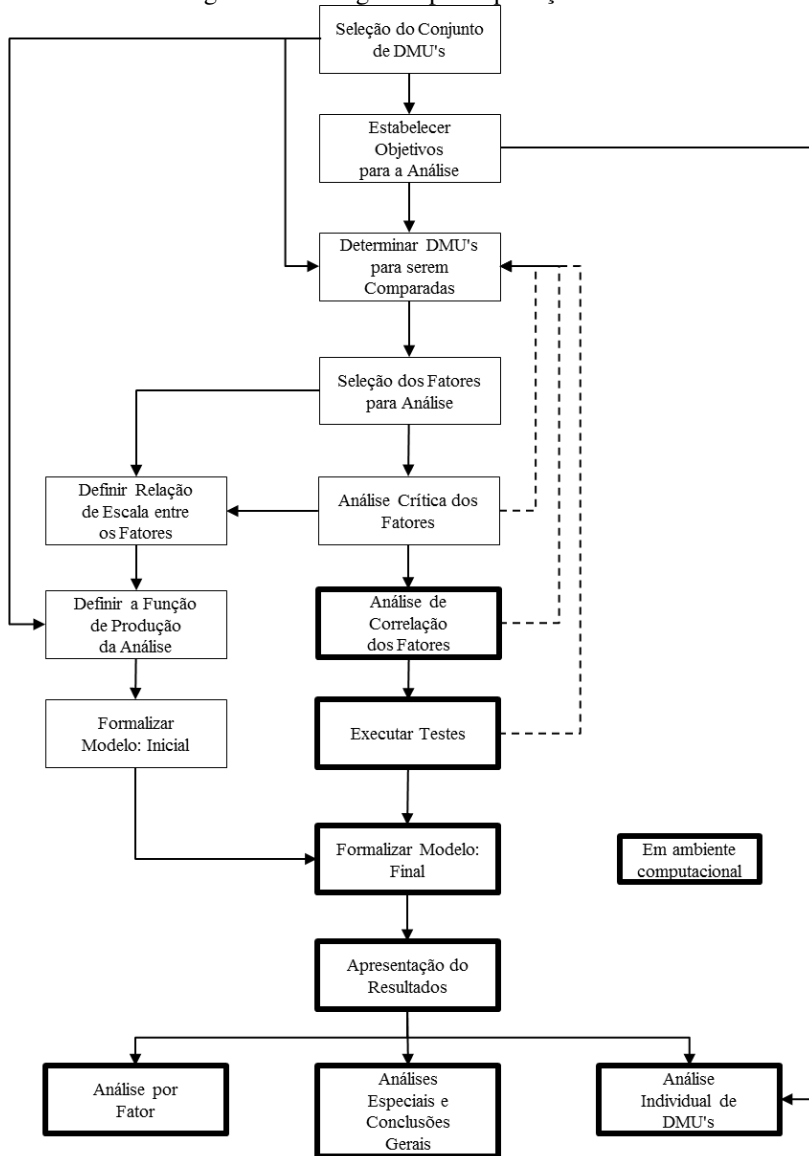 Seleção do Conjunto
de DMU's
Estabelecer
Objetivos
para a Análise
Determinar DMU's
para serem
Comparadas
Seleção dos Fatores
para Análise
Definir Relação
de Escala entre
os Fatores
Análise Crítica dos
Fatores
Definir a Função
de Produção
da Análise
Análise de
Correlação
dos Fatores
Formalizar
Modelo: Inicial
Executar Testes
Formalizar Modelo:
Final
Em ambiente
computacional
Apresentação do
Resultados
Análise por
Fator
Análises
Especiais e
Conclusões
Gerais
Análise
Individual de
DMU's